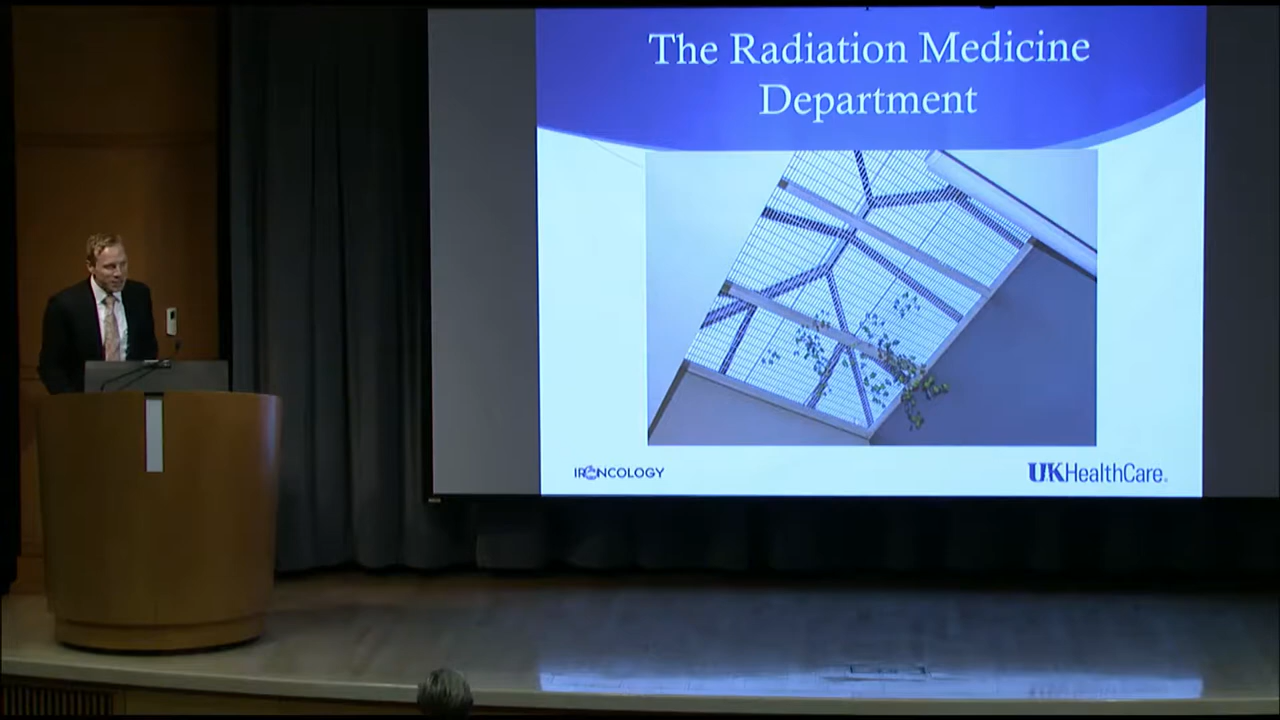 The Radiation Medicine
Department
IRONCOLOGY
UKHealthCare